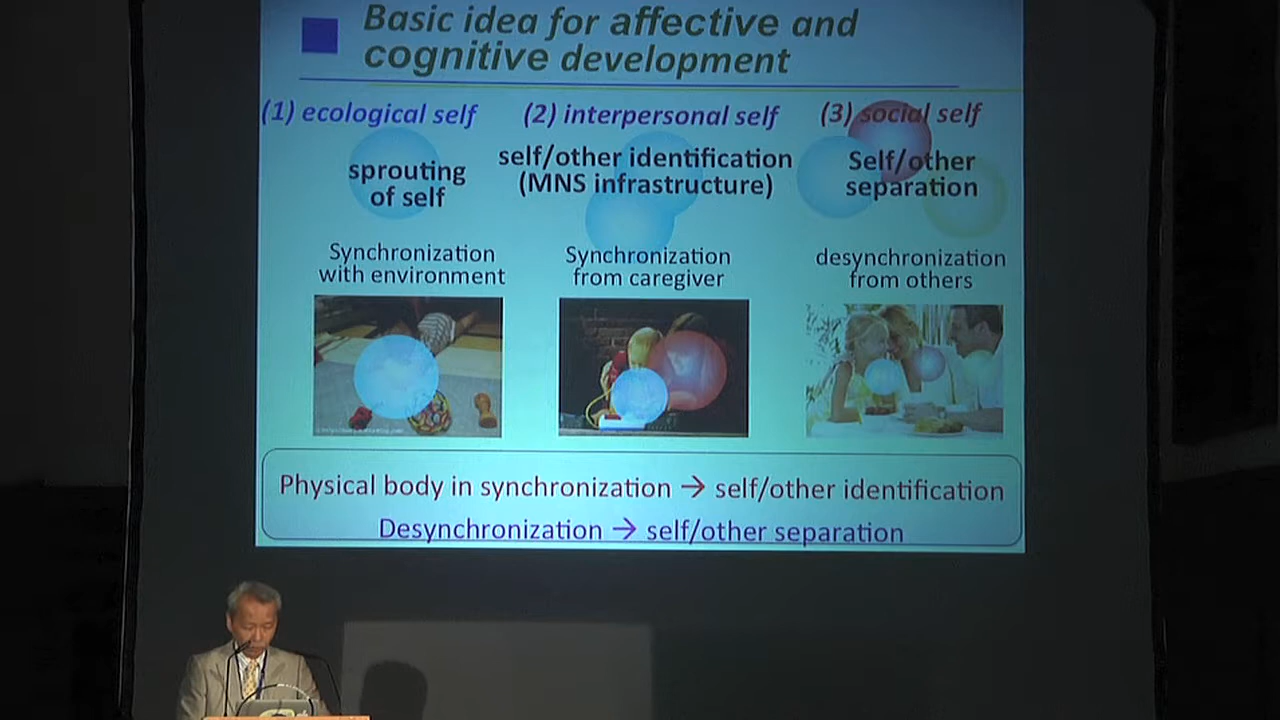 Basic idea for affective and
cognitive development
(1) ecological self
sprouting
of self
Synchronization
with environment
(2) interpersonal self
self/other identification
(MNS infrastructure)
Synchronization
from caregiver
(3) social self
Self/other
separation
desynchronization
from others
Physical body in synchronization → self/other identification
Desynchronization → self/other separation